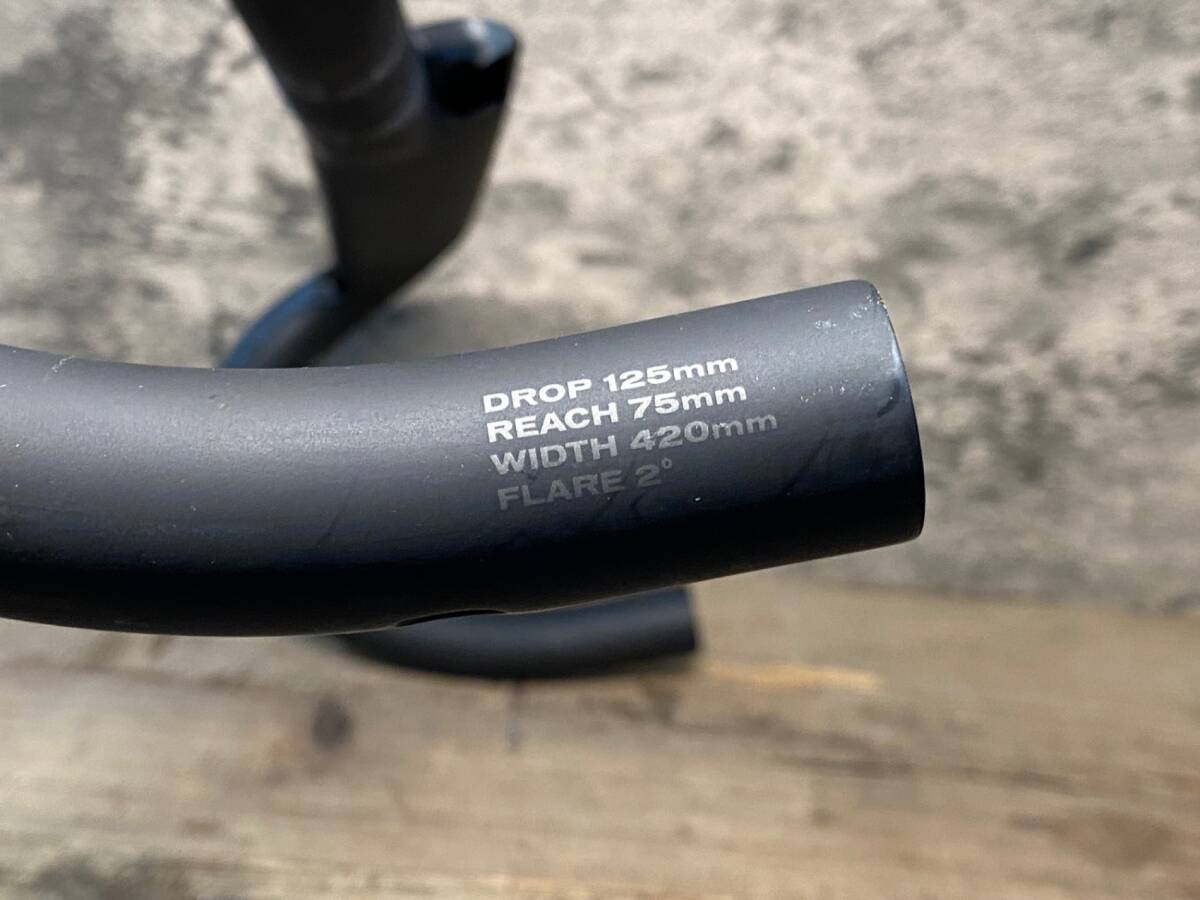 DROP 125mm
REACH 75mm
WIDTH 420mm
FLARE 2°